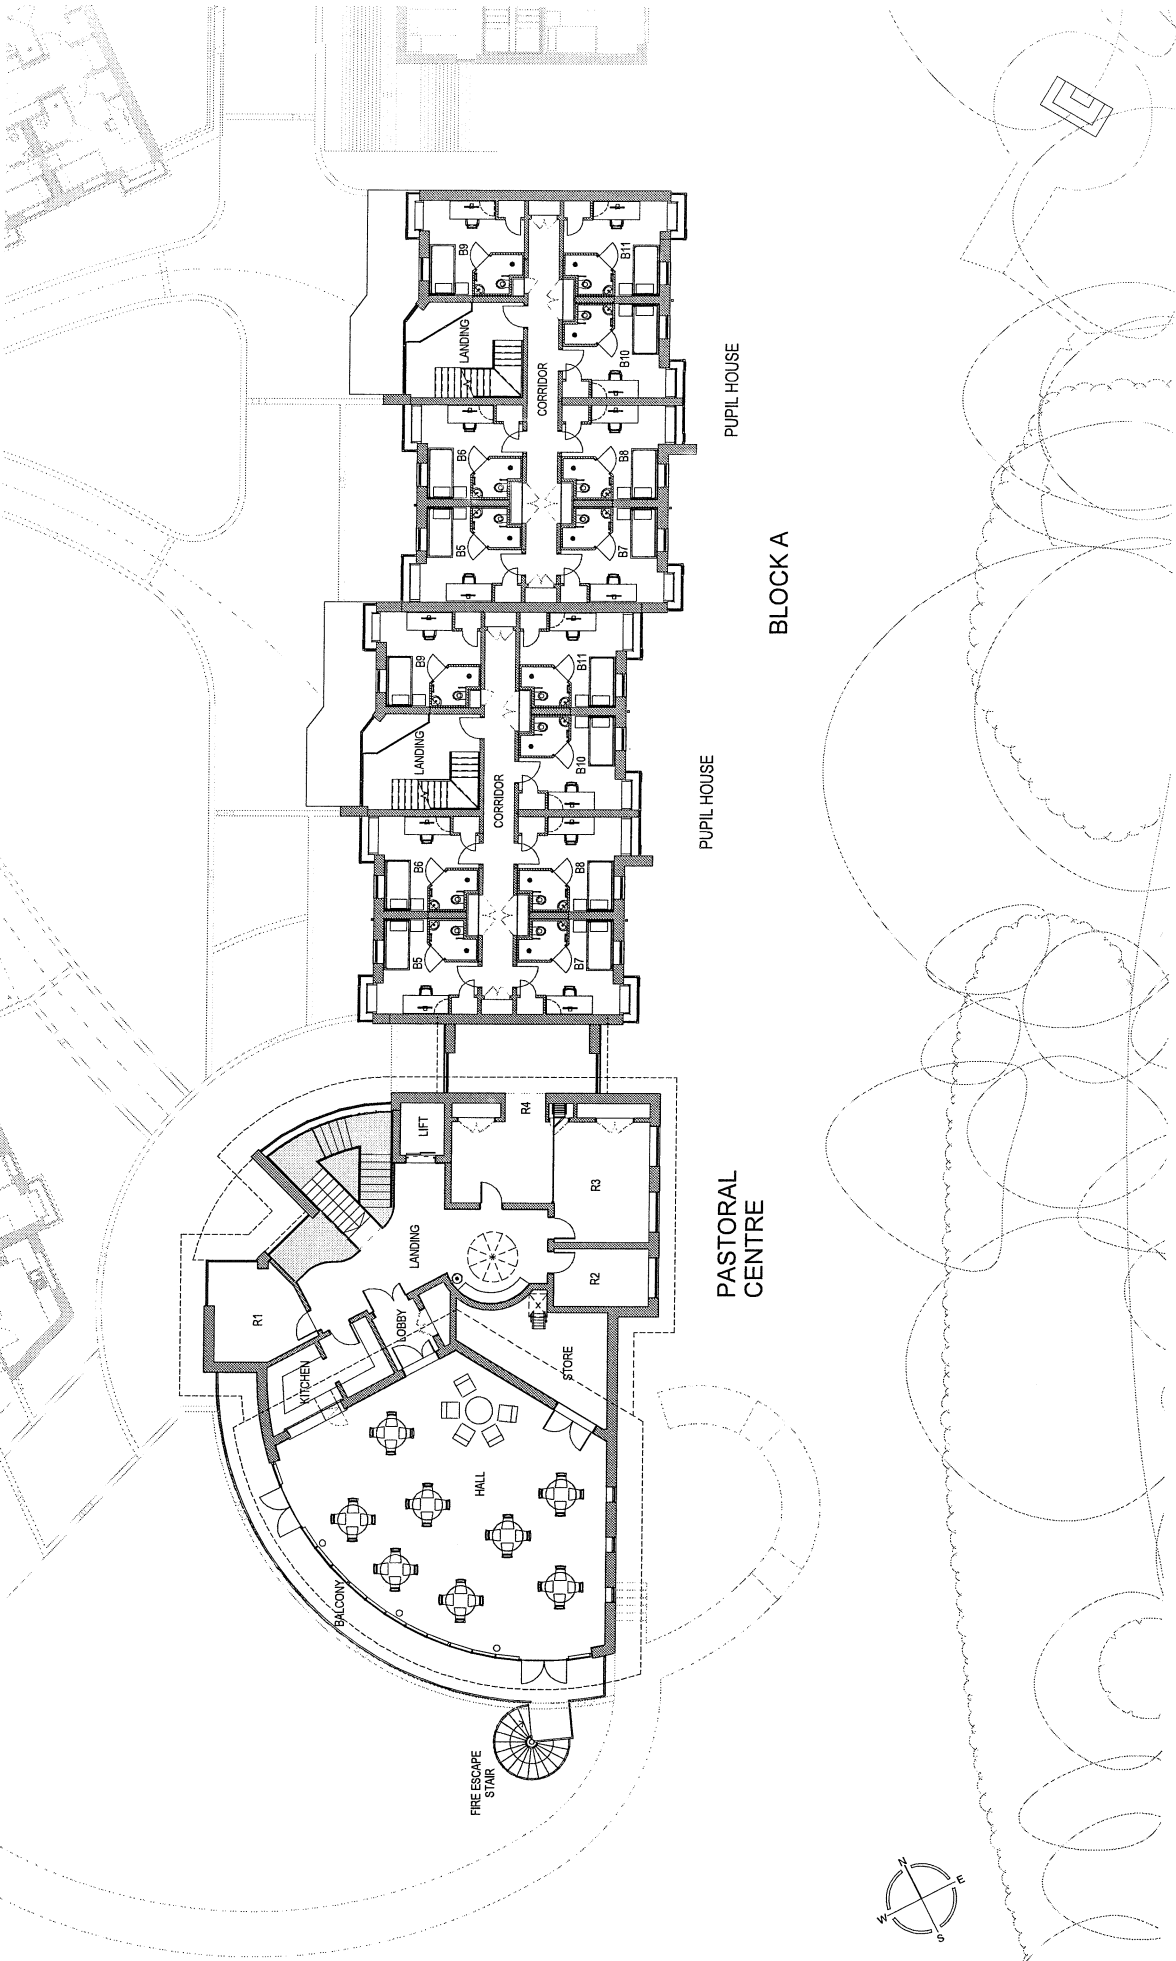 B9
B11
LANDING
B10
CORRIDOR
PUPIL HOUSE
B6
B8
B5
B7
BLOCK A
B9
B11
LANDING
B10
CORRIDOR
PUPIL HOUSE
B6
B8
B5
B7
R4
LIFT
R3
LANDING
R2
PASTORAL
CENTRE
R1
LOBBY
KITCHEN
STORE
HALL
BALCONY
FIRE ESCAPE
STAIR
N
E
W
S